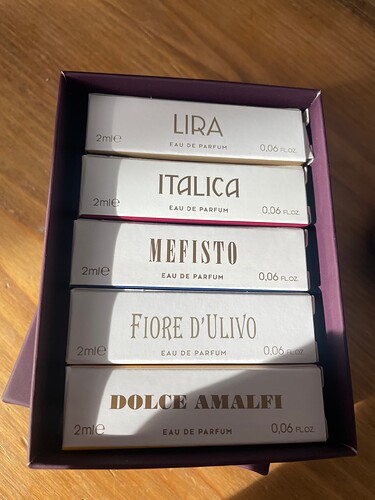 LIRA
2ml℮ EAU DE PARFUM 0,06 FL.OZ.
ITALICA
2ml℮ EAU DE PARFUM 0,06 FL.OZ.
MEFISTO
2ml℮ EAU DE PARFUM 0,06 FL.OZ.
FIORE D'ULIVO
2ml℮ EAU DE PARFUM 0,06 FL.OZ.
DOLCE AMALFI
2ml℮ EAU DE PARFUM 0,06 FL.OZ.